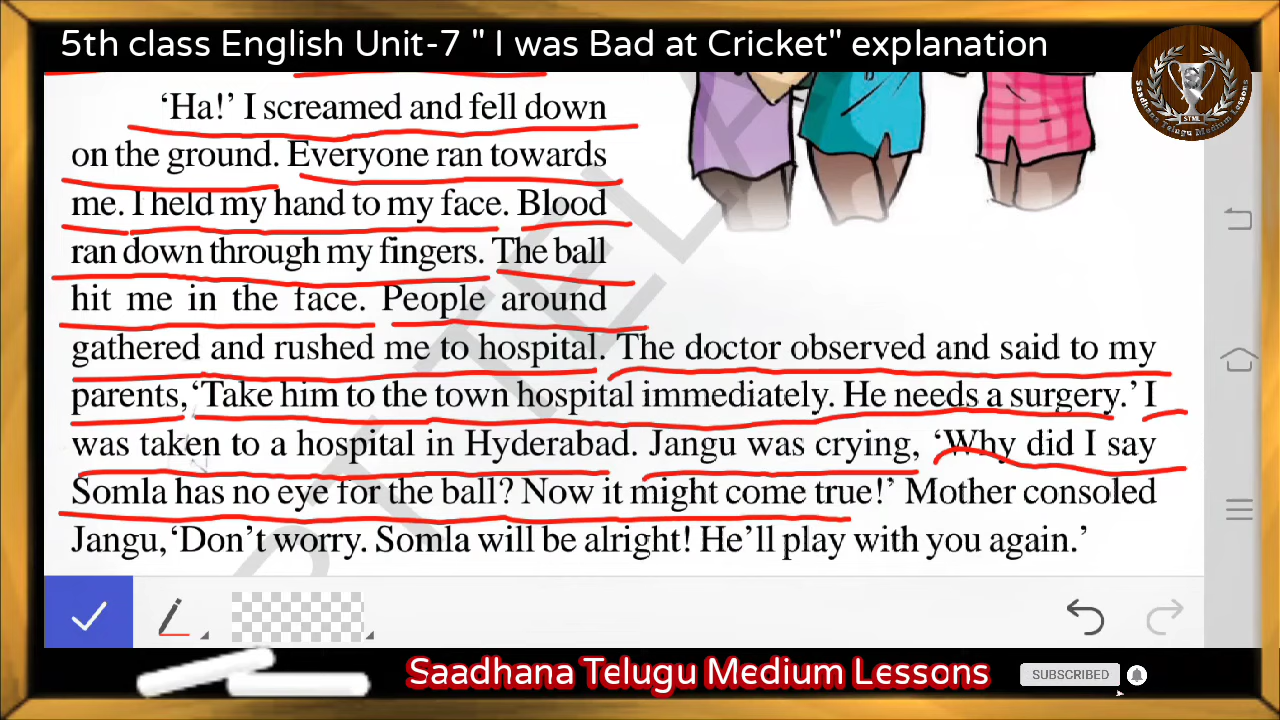 5th class English Unit-7 " I was Bad at Cricket" explanation
Saadhana Telugu Medium Lessons
STML
‘Ha!’ I screamed and fell down
on the ground. Everyone ran towards
me. I held my hand to my face. Blood
ran down through my fingers. The ball
hit me in the face. People around
gathered and rushed me to hospital. The doctor observed and said to my
parents, ‘Take him to the town hospital immediately. He needs a surgery.’ I
was taken to a hospital in Hyderabad. Jangu was crying, ‘Why did I say
Somla has no eye for the ball? Now it might come true!’ Mother consoled
Jangu, ‘Don’t worry. Somla will be alright! He’ll play with you again.’
Saadhana Telugu Medium Lessons
SUBSCRIBED